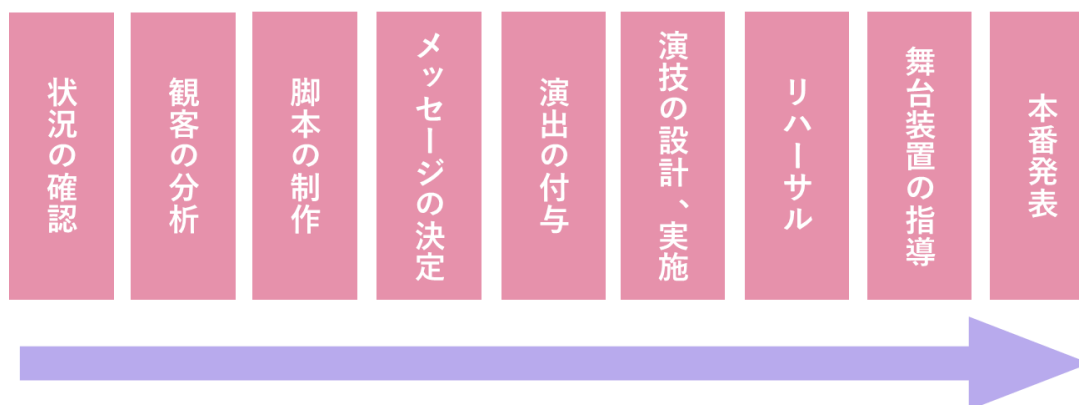 状況の確認
観客の分析
脚本の制作
メッセージの決定
演出の付与
演技の設計、実施
リハーサル
舞台装置の指導
本番発表